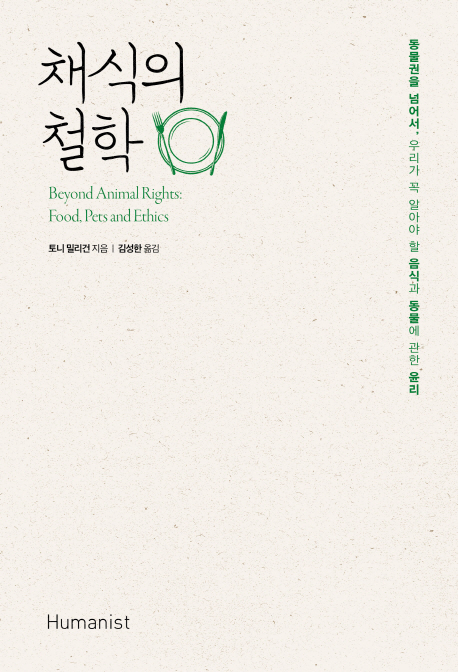 채식의
철학
Beyond Animal Rights:
Food, Pets and Ethics
토니 밀리건 지음 | 김성한 옮김
동물권을 넘어서, 우리가 꼭 알아야 할 음식과 동물에 관한 윤리
Humanist